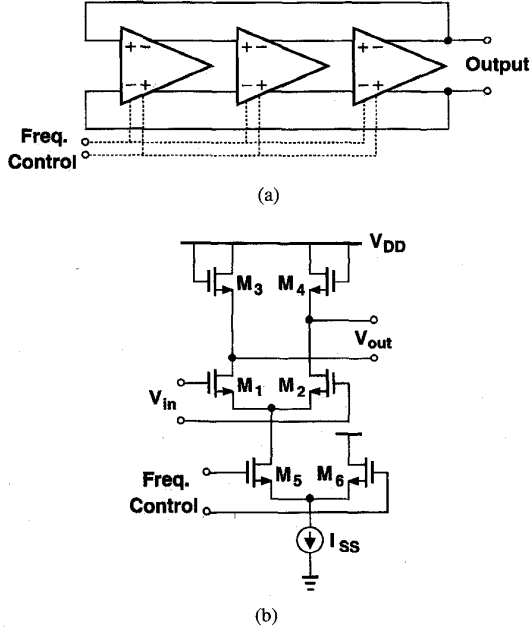 + − + − + −
− + − + − +
Output
Freq.
Control
(a)
V_DD
M_3 M_4
V_out
V_in
M_1 M_2
Freq.
Control
M_5 M_6
I_SS
(b)